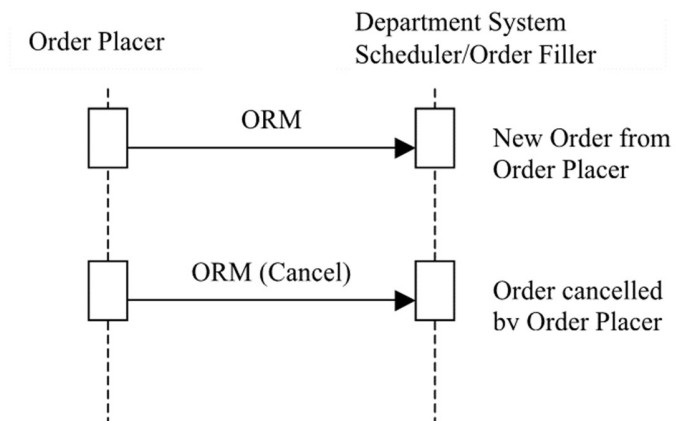 Order Placer
Department System
Scheduler/Order Filler
ORM
New Order from
Order Placer
ORM (Cancel)
Order cancelled
by Order Placer